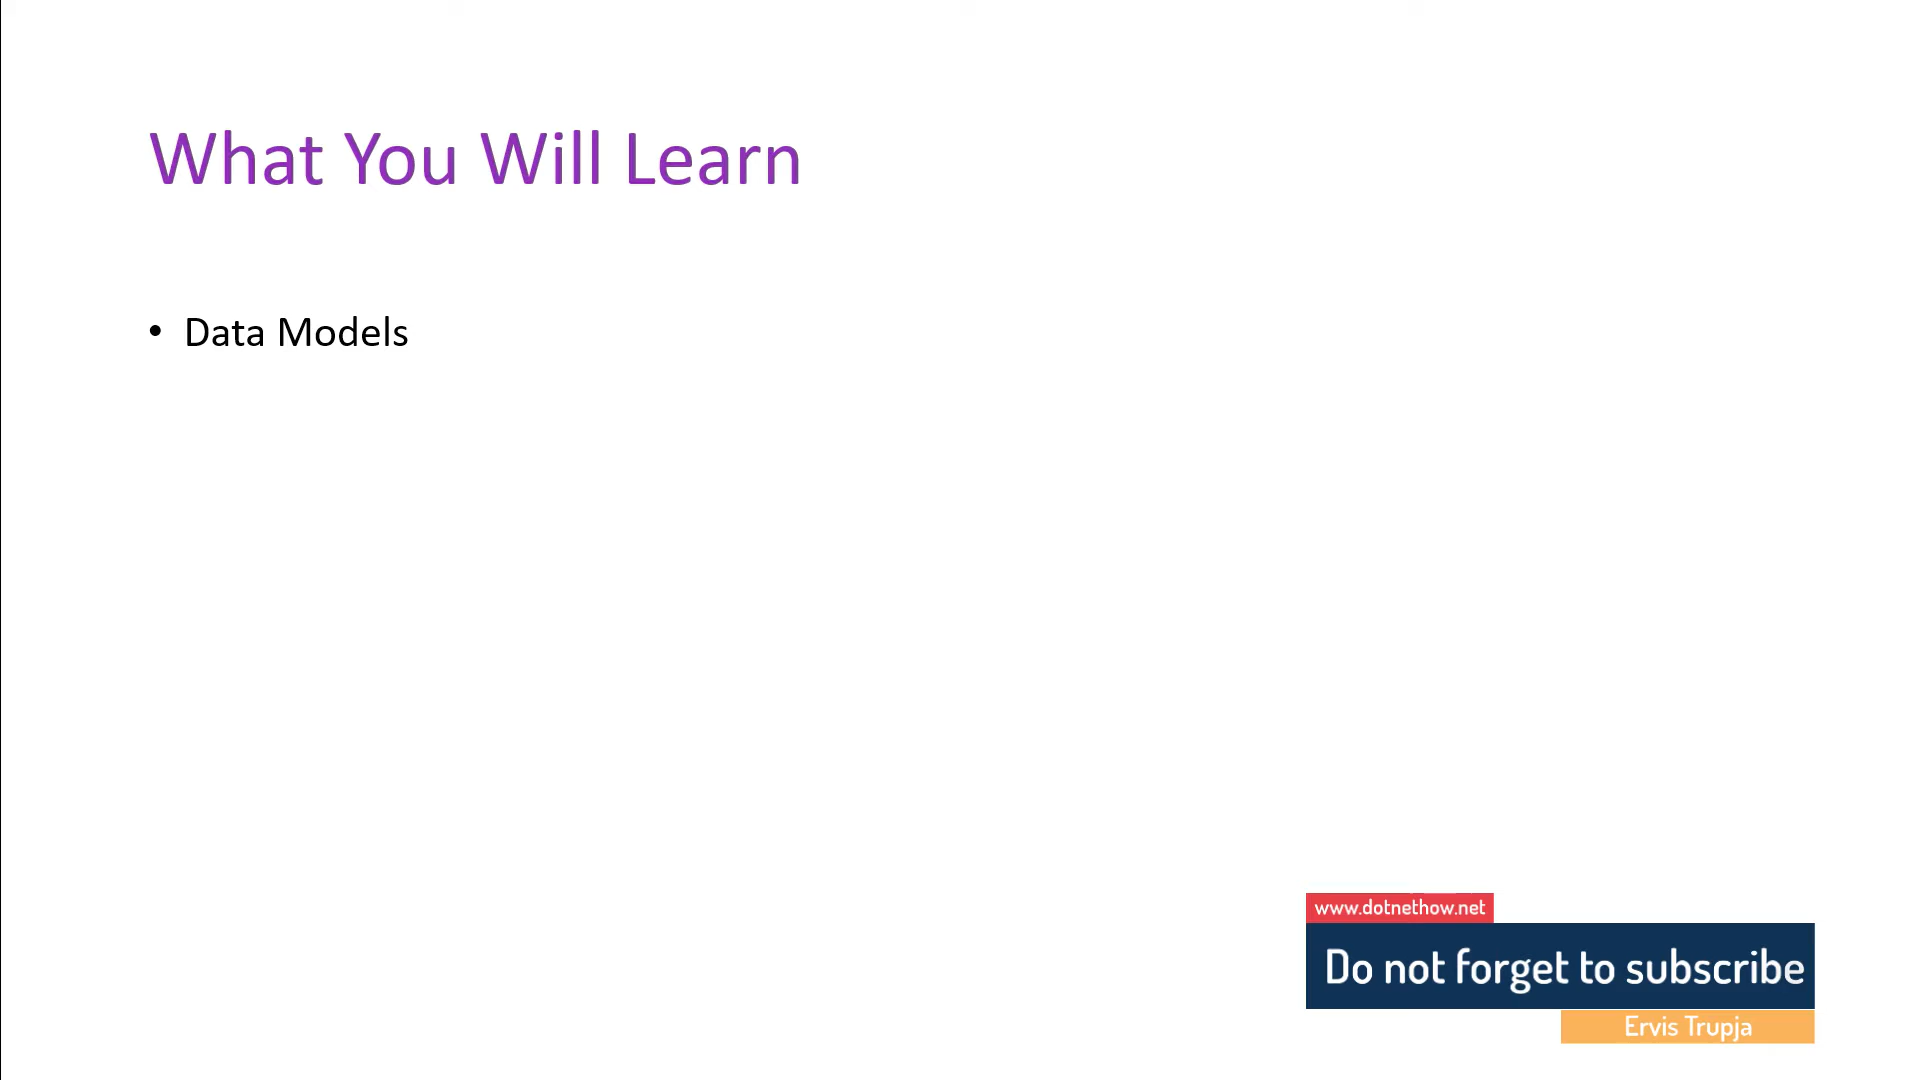 What You Will Learn
• Data Models
www.dotnethow.net
Do not forget to subscribe
Ervis Trupja